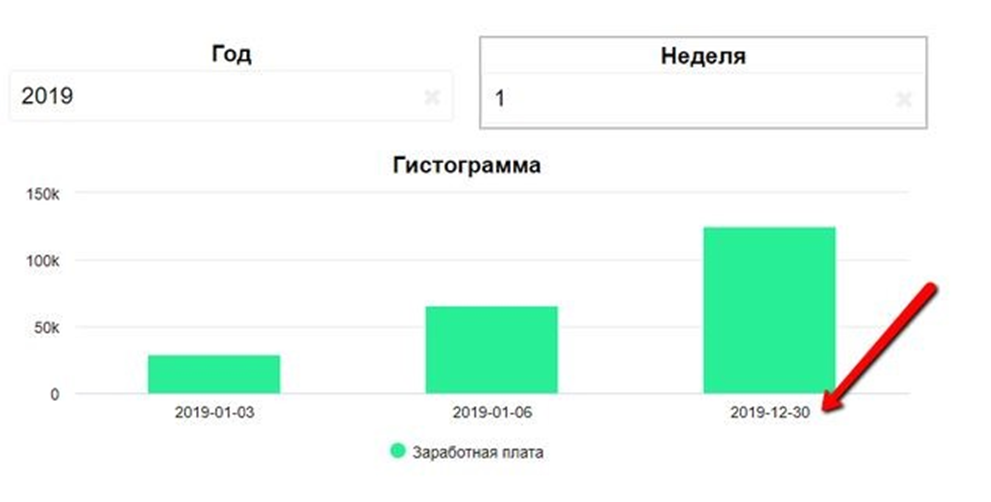 Год
2019
Неделя
1
Гистограмма
150k
100k
50k
0
2019-01-03 2019-01-06 2019-12-30
Заработная плата